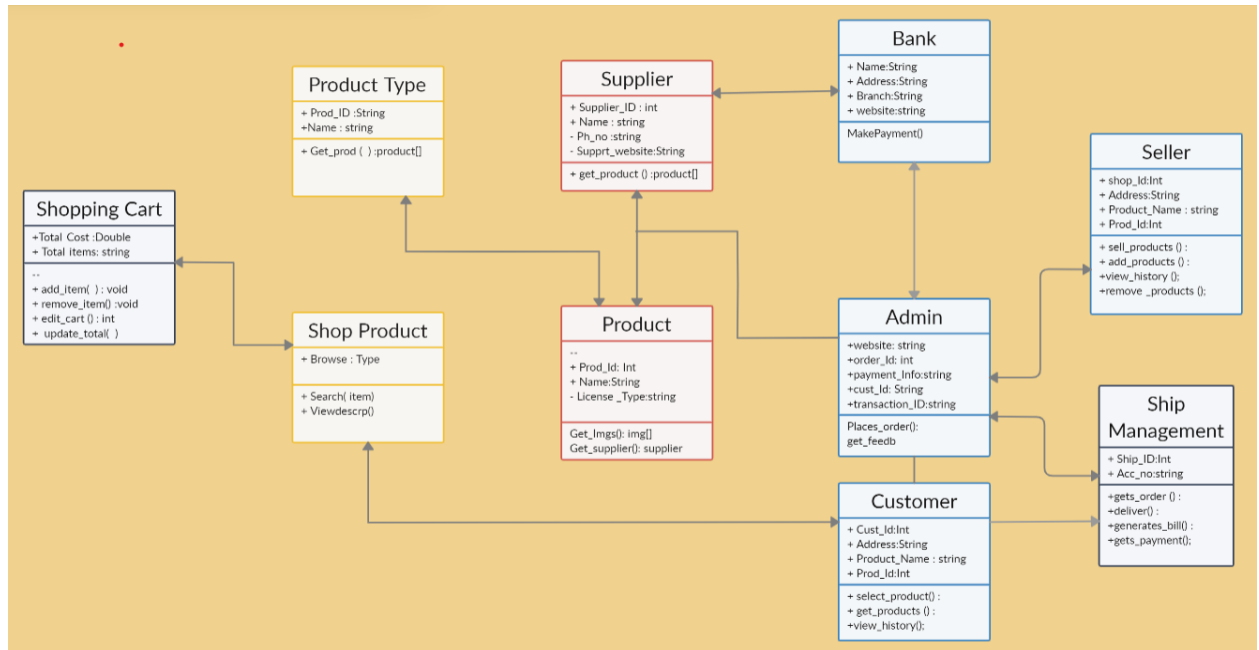 Bank
+ Name:String
+ Address:String
+ Branch:String
+ website:string
MakePayment()
Product Type
+ Prod_ID :String
+Name : string
+ Get_prod ( ) :product[]
Supplier
+ Supplier_ID : int
+ Name : string
- Ph_no :string
- Supprt_website:String
+ get_product () :product[]
Seller
+ shop_Id:Int
+ Address:String
+ Product_Name : string
+ Prod_Id:Int
+ sell_products () :
+ add_products () :
+view_history ();
+remove _products ();
Shopping Cart
+Total Cost :Double
+ Total items: string
--
+ add_item( ) : void
+ remove_item() :void
+ edit_cart () : int
+ update_total( )
Shop Product
+ Browse : Type
+ Search( item)
+ Viewdescrp()
Product
--
+ Prod_Id: Int
+ Name:String
- License _Type:string
Get_Imgs(): img[]
Get_supplier(): supplier
Admin
+website: string
+order_Id: int
+payment_Info:string
+cust_Id: String
+transaction_ID:string
Places_order():
get_feedb
Ship
Management
+ Ship_ID:Int
+ Acc_no:string
+gets_order () :
+deliver() :
+generates_bill() :
+gets_payment();
Customer
+ Cust_Id:Int
+ Address:String
+ Product_Name : string
+ Prod_Id:Int
+ select_product() :
+ get_products () :
+view_history();